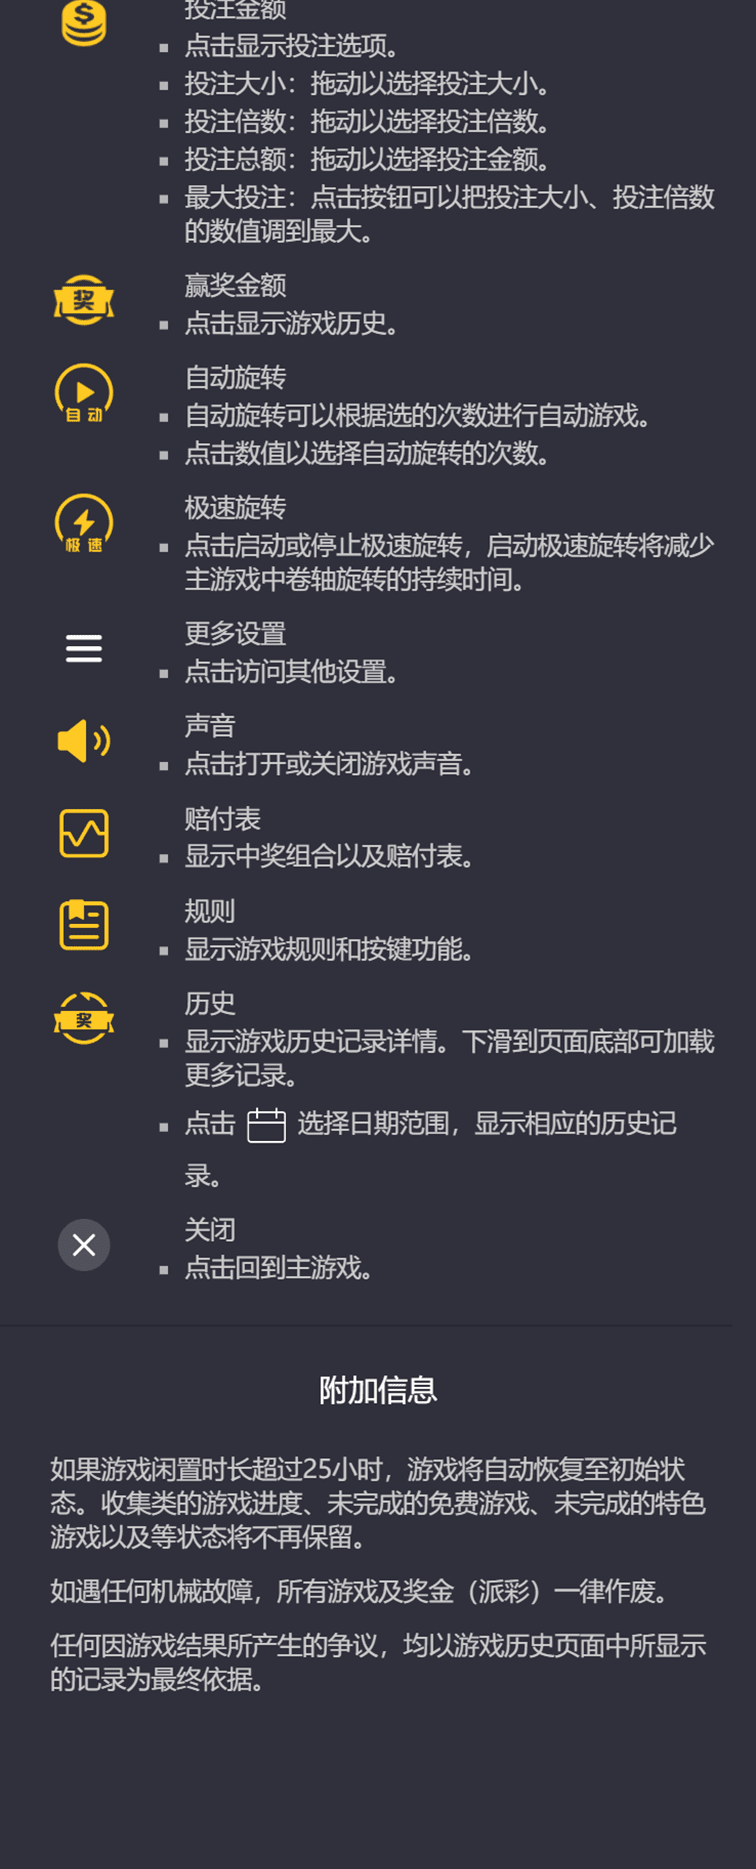 投注金额
点击显示投注选项。
投注大小：拖动以选择投注大小。
投注倍数：拖动以选择投注倍数。
投注总额：拖动以选择投注金额。
最大投注：点击按钮可以把投注大小、投注倍数
的数值调到最大。
奖
赢奖金额
点击显示游戏历史。
自动
自动旋转
自动旋转可以根据选的次数进行自动游戏。
点击数值以选择自动旋转的次数。
极速
极速旋转
点击启动或停止极速旋转，启动极速旋转将减少
主游戏中卷轴旋转的持续时间。
更多设置
点击访问其他设置。
声音
点击打开或关闭游戏声音。
赔付表
显示中奖组合以及赔付表。
规则
显示游戏规则和按键功能。
奖
历史
显示游戏历史记录详情。下滑到页面底部可加载
更多记录。
点击 选择日期范围，显示相应的历史记
录。
关闭
点击回到主游戏。
附加信息
如果游戏闲置时长超过25小时，游戏将自动恢复至初始状
态。收集类的游戏进度、未完成的免费游戏、未完成的特色
游戏以及等状态将不再保留。
如遇任何机械故障，所有游戏及奖金（派彩）一律作废。
任何因游戏结果所产生的争议，均以游戏历史页面中所显示
的记录为最终依据。